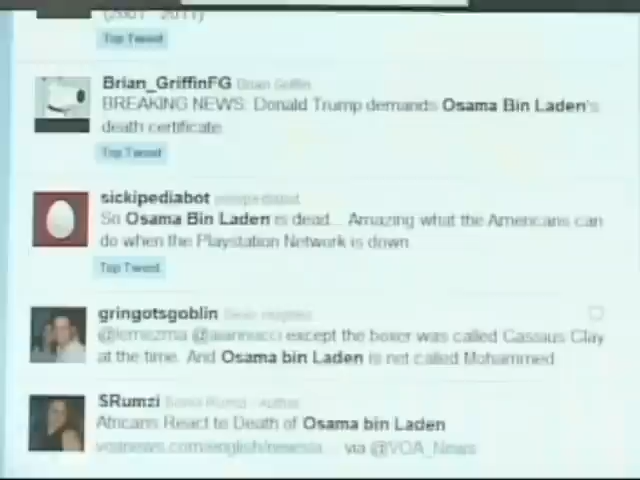 (2001 - 2011)
Top Tweet
Brian_GriffinFG Brian Griffin
BREAKING NEWS: Donald Trump demands Osama Bin Laden's
death certificate
Top Tweet
sickipediabot sickipediabot
So Osama Bin Laden is dead... Amazing what the Americans can
do when the Playstation Network is down
Top Tweet
gringotsgoblin
except the boxer was called Cassius Clay
at the time. And Osama bin Laden is not called Mohammed
SRumzi
Africans React to Death of Osama bin Laden
voanews.com/english/news/a... via @VOA_News